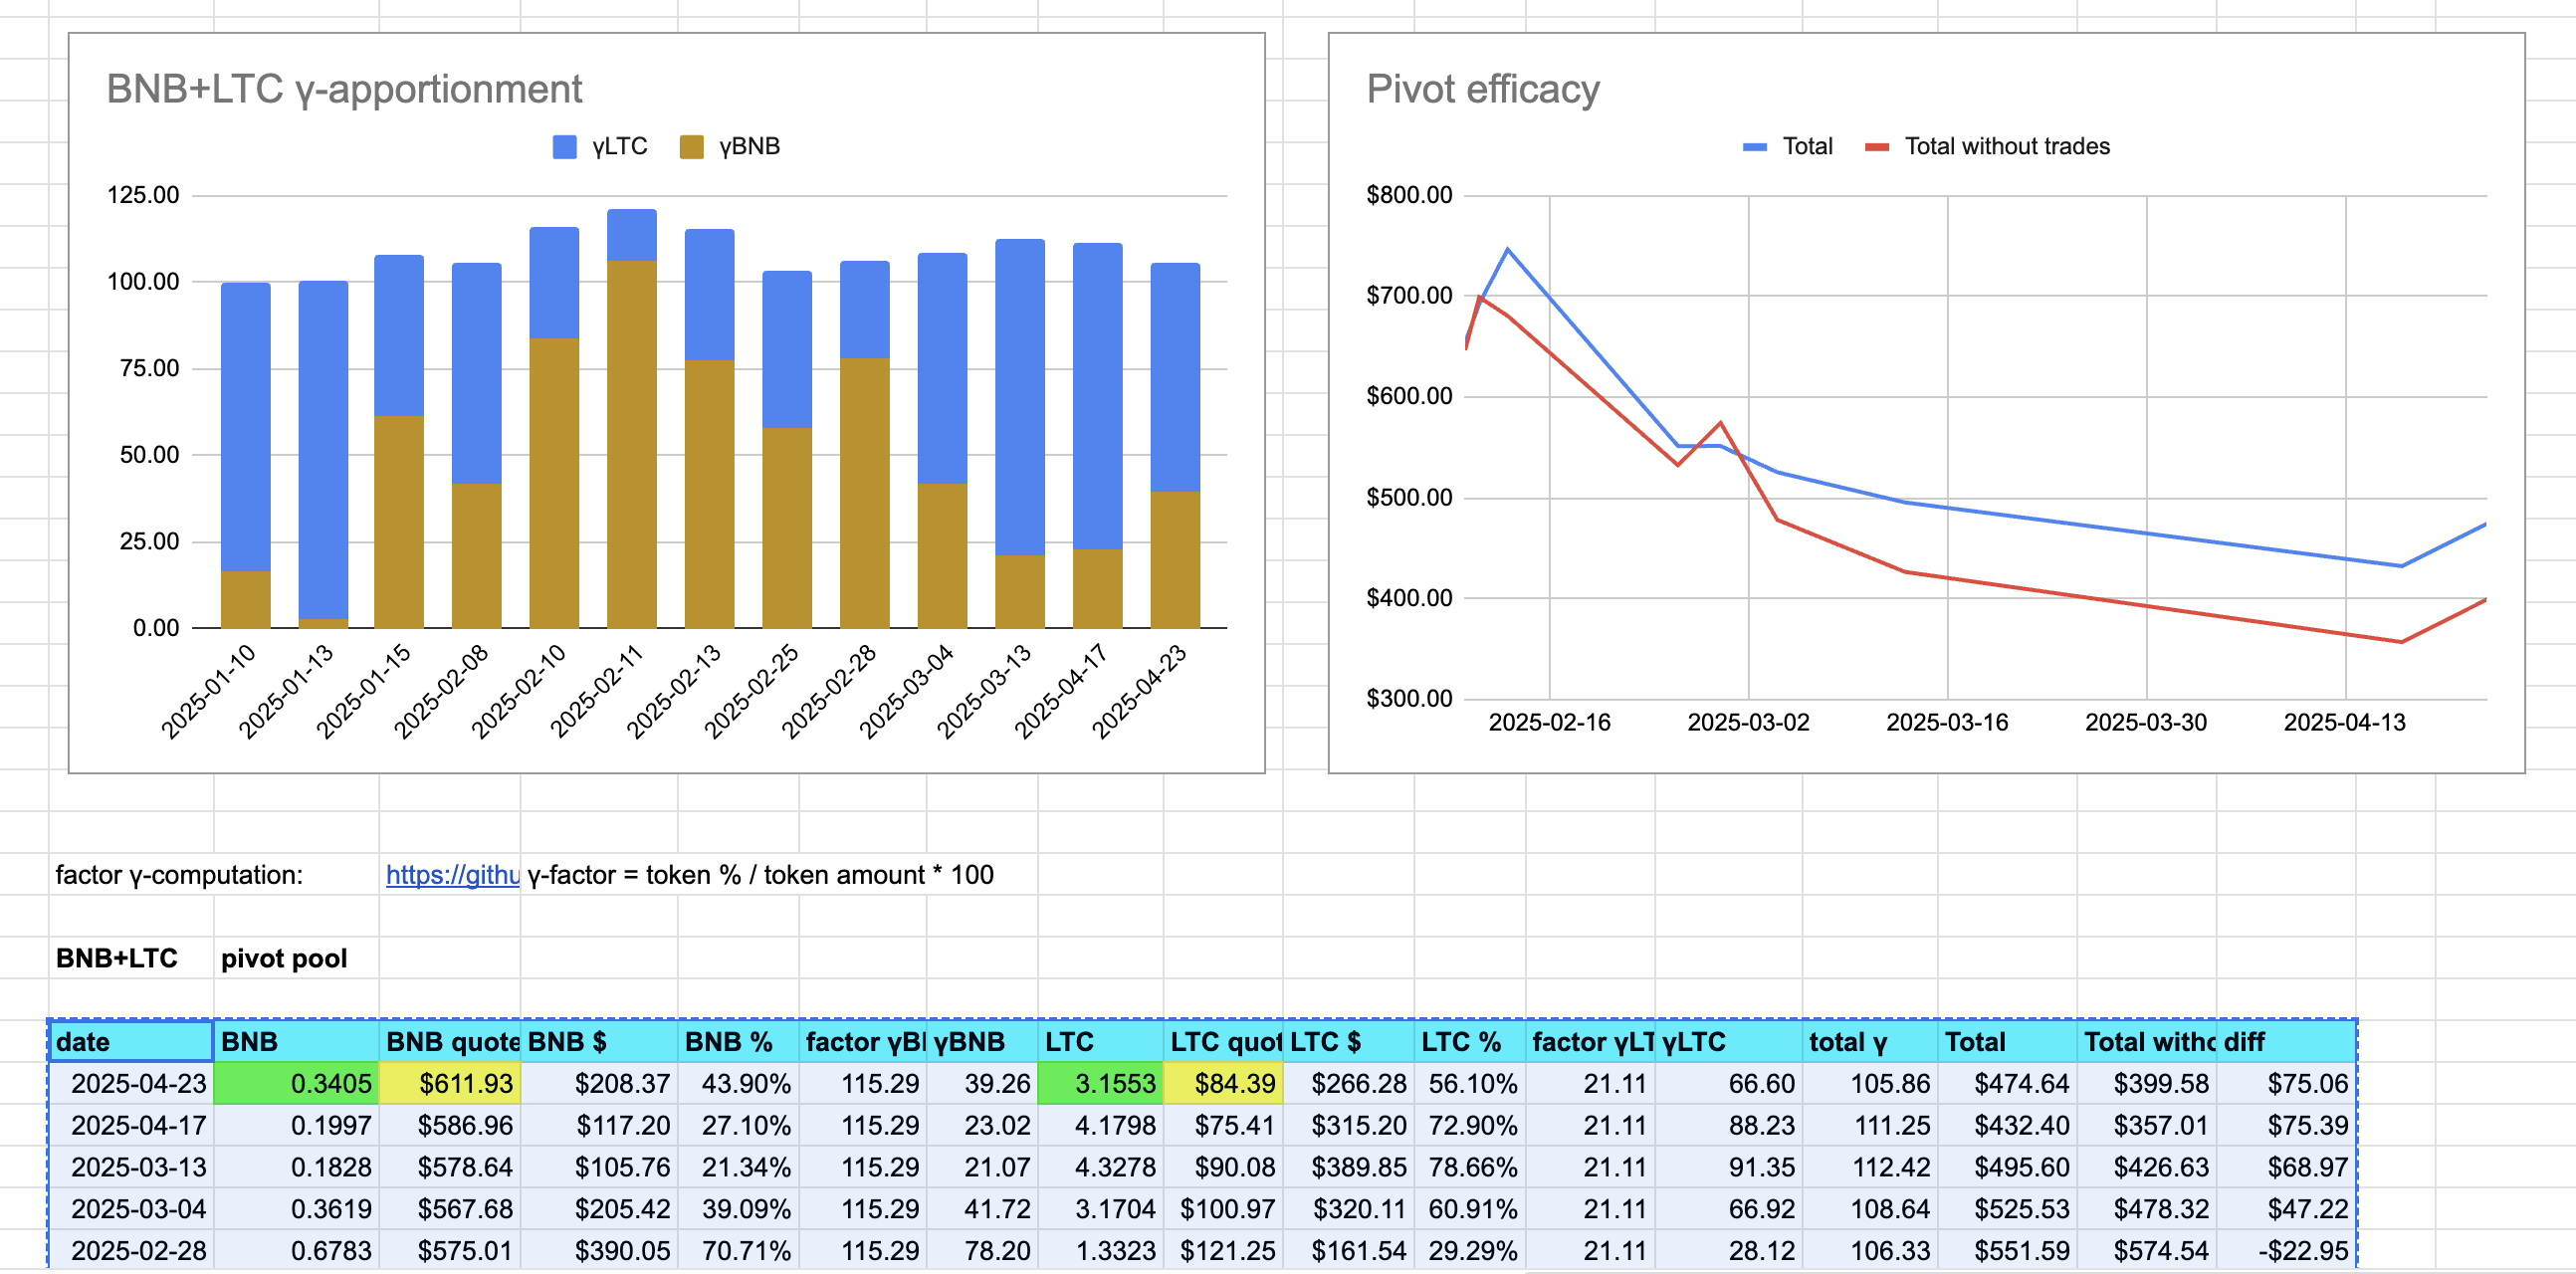 BNB+LTC γ-apportionment
γLTC γBNB
125.00
100.00
75.00
50.00
25.00
0.00
2025-01-10 2025-01-13 2025-01-15 2025-02-08 2025-02-10 2025-02-11 2025-02-13 2025-02-25 2025-02-28 2025-03-04 2025-03-13 2025-04-17 2025-04-23
Pivot efficacy
Total Total without trades
$800.00
$700.00
$600.00
$500.00
$400.00
$300.00
2025-02-16 2025-03-02 2025-03-16 2025-03-30 2025-04-13
factor γ-computation: https://githu γ-factor = token % / token amount * 100
BNB+LTC pivot pool
date BNB BNB quote BNB $ BNB % factor γBI γBNB LTC LTC quot LTC $ LTC % factor γLT γLTC total γ Total Total witho diff
2025-04-23 0.3405 $611.93 $208.37 43.90% 115.29 39.26 3.1553 $84.39 $266.28 56.10% 21.11 66.60 105.86 $474.64 $399.58 $75.06
2025-04-17 0.1997 $586.96 $117.20 27.10% 115.29 23.02 4.1798 $75.41 $315.20 72.90% 21.11 88.23 111.25 $432.40 $357.01 $75.39
2025-03-13 0.1828 $578.64 $105.76 21.34% 115.29 21.07 4.3278 $90.08 $389.85 78.66% 21.11 91.35 112.42 $495.60 $426.63 $68.97
2025-03-04 0.3619 $567.68 $205.42 39.09% 115.29 41.72 3.1704 $100.97 $320.11 60.91% 21.11 66.92 108.64 $525.53 $478.32 $47.22
2025-02-28 0.6783 $575.01 $390.05 70.71% 115.29 78.20 1.3323 $121.25 $161.54 29.29% 21.11 28.12 106.33 $551.59 $574.54 -$22.95